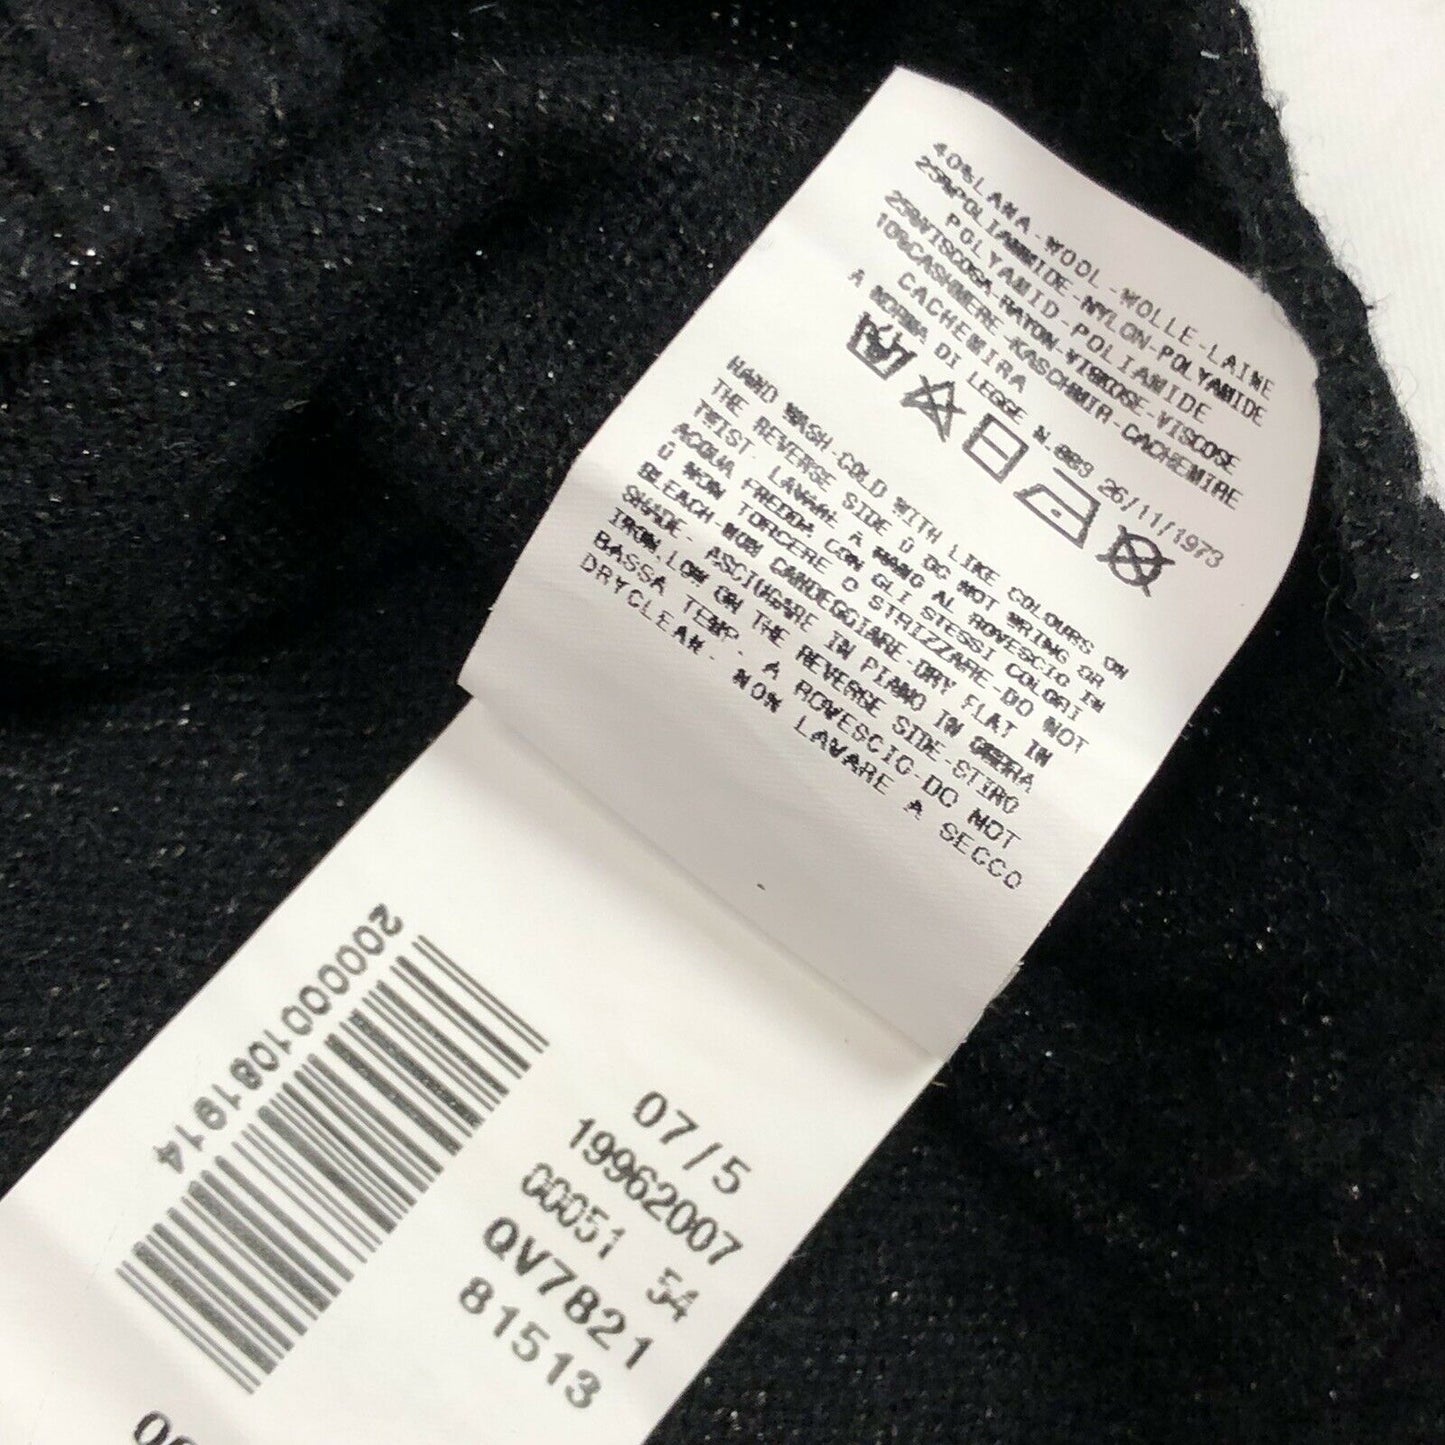 40%LANA-WOOL-WOLLE-LAINE
25%POLIAMMIDE-NYLON-POLYAMIDE
POLYAMID-POLIAMIDE
25%VISCOSA-RAYON-VISKOSE-VISCOSE
10%CASHMERE-KASCHMIR-CACHEMIRE
CACHEMIRA
A NORMA DI LEGGE N.883 26/11/1973
HAND WASH-COLD WITH LIKE COLOURS ON
THE REVERSE SIDE-D DO NOT WRING OR
TWIST- LAVARE A MANO AL ROVESCIO IN
ACQUA FREDDA CON GLI STESSI COLORI
D NON TORCERE O STRIZZARE-DO NOT
BLEACH-NON CANDEGGIARE-DRY FLAT IN
SHADE- ASCIUGARE IN PIANO IN OMBRA
IRON,LOW ON THE REVERSE SIDE-STIRO
BASSA TEMP- A ROVESCIO-DO NOT
DRYCLEAN- NON LAVARE A SECCO
2000001081914
07/5
19962007
00051 54
QV7821
81513